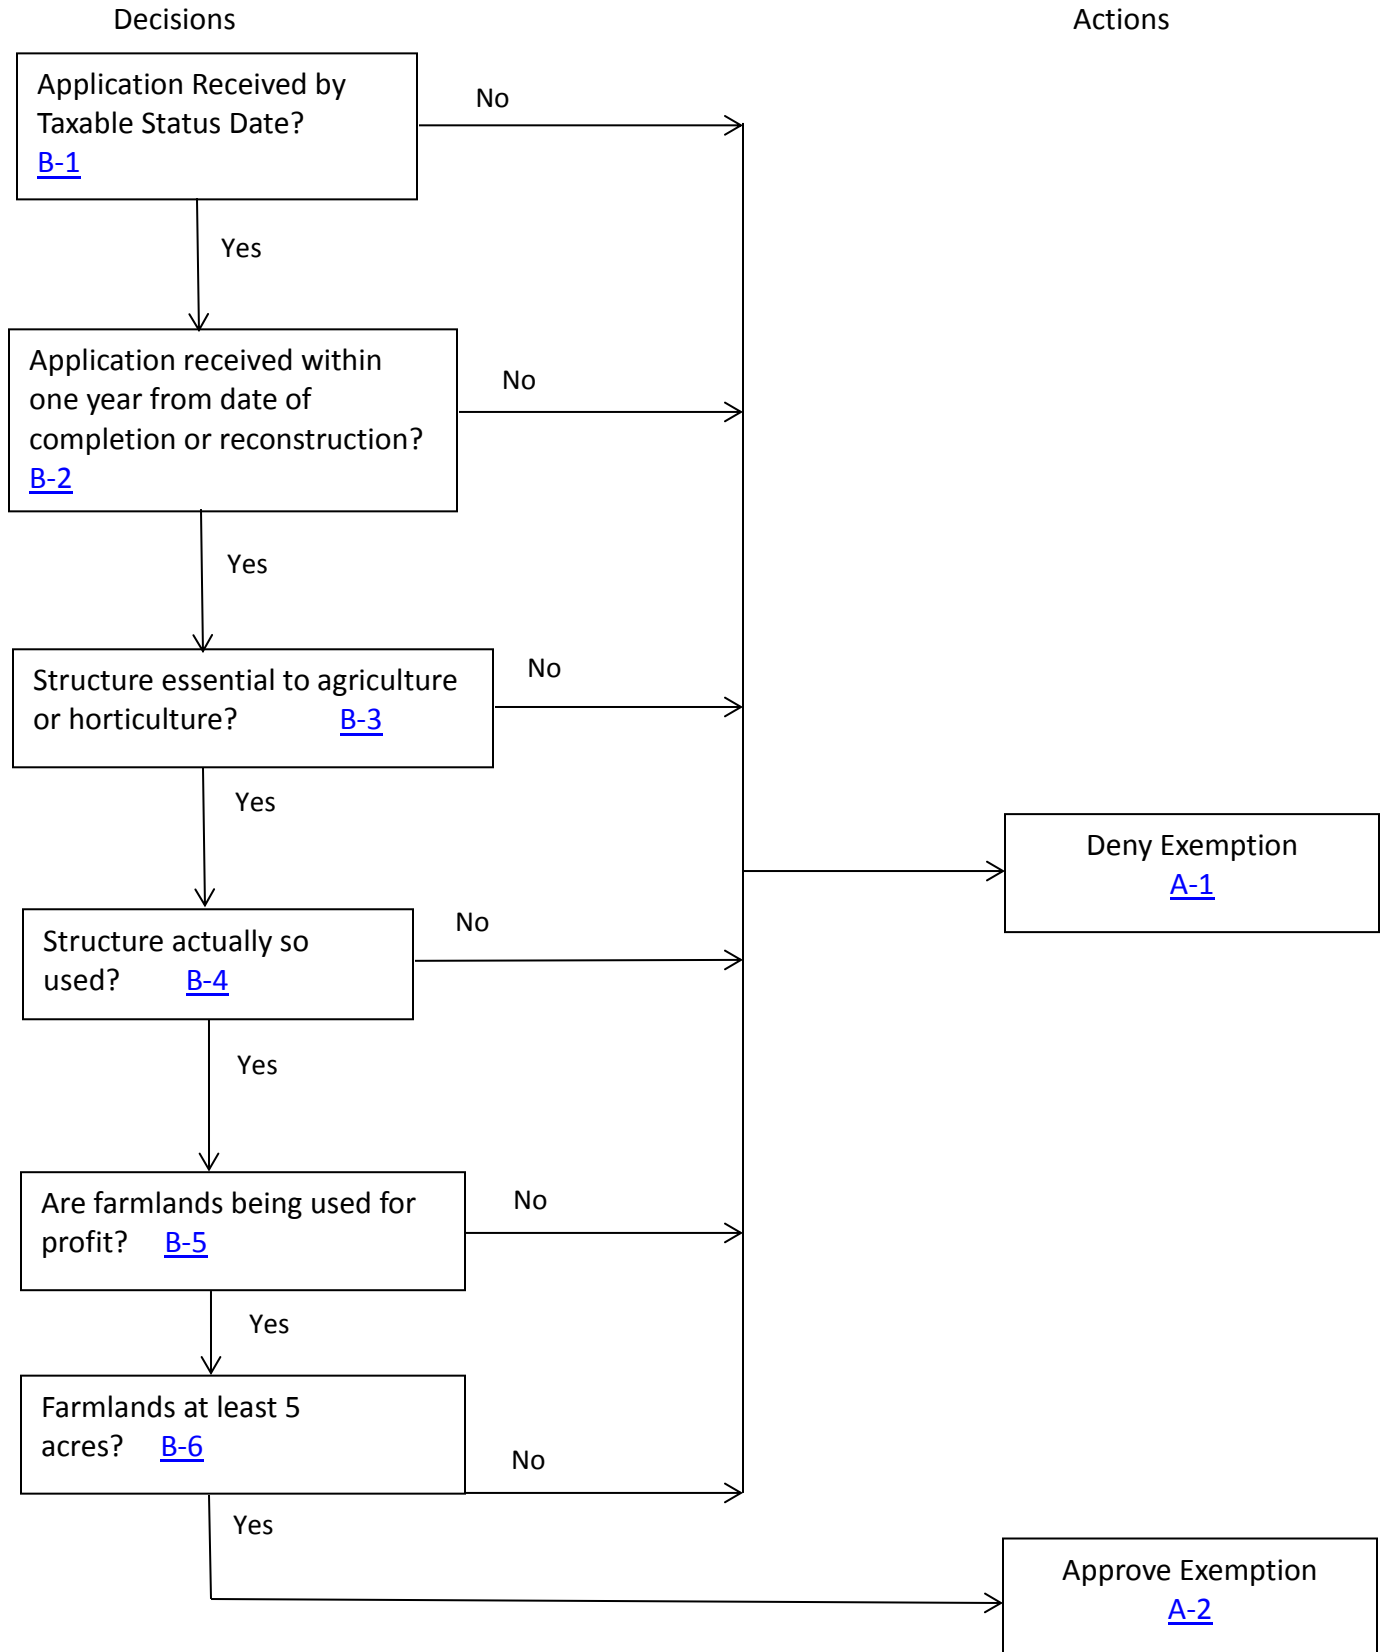 Decisions
Actions
Application Received by
Taxable Status Date?
B-1
No
Yes
Application received within
one year from date of
completion or reconstruction?
B-2
No
Yes
Structure essential to agriculture
or horticulture? B-3
No
Yes
Deny Exemption
A-1
Structure actually so
used? B-4
No
Yes
Are farmlands being used for
profit? B-5
No
Yes
Farmlands at least 5
acres? B-6
No
Yes
Approve Exemption
A-2